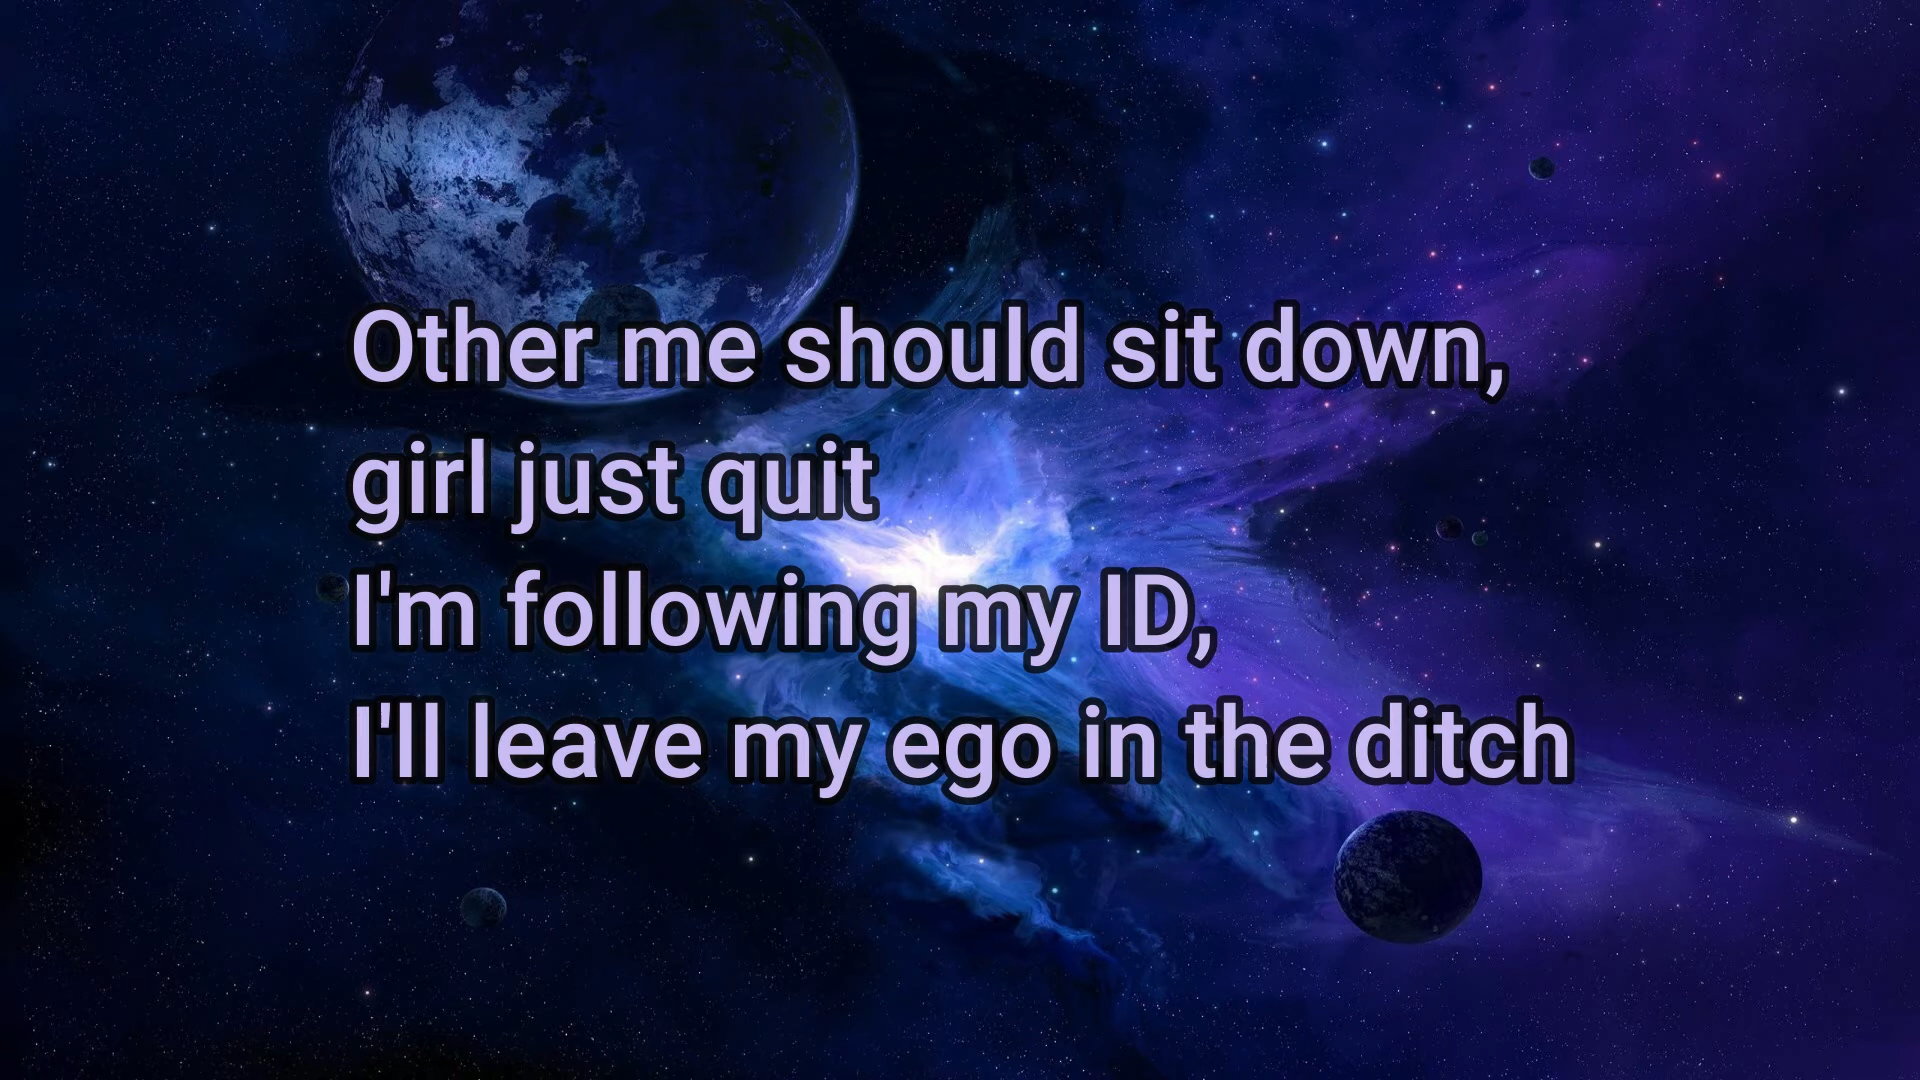 Other me should sit down,
girl just quit
I'm following my ID,
I'll leave my ego in the ditch